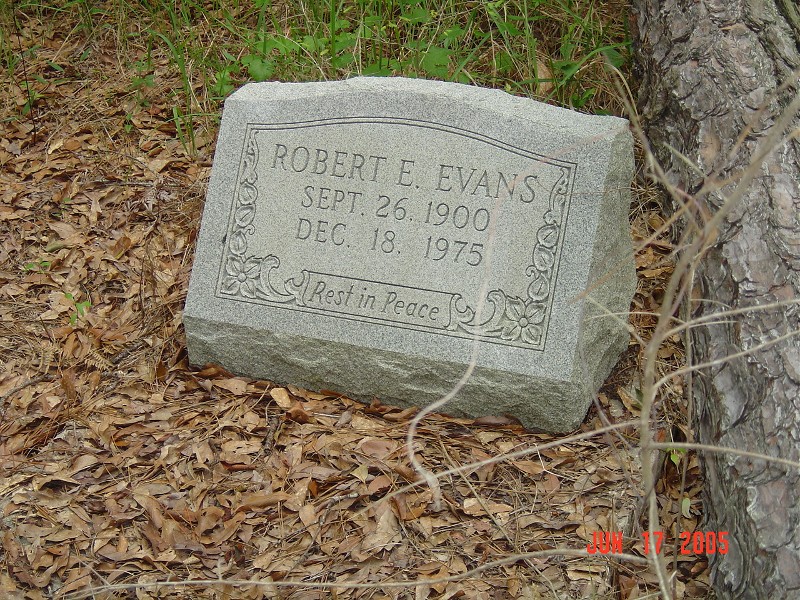 ROBERT E. EVANS
SEPT. 26. 1900
DEC. 18. 1975
Rest in Peace
JUN 17 2005